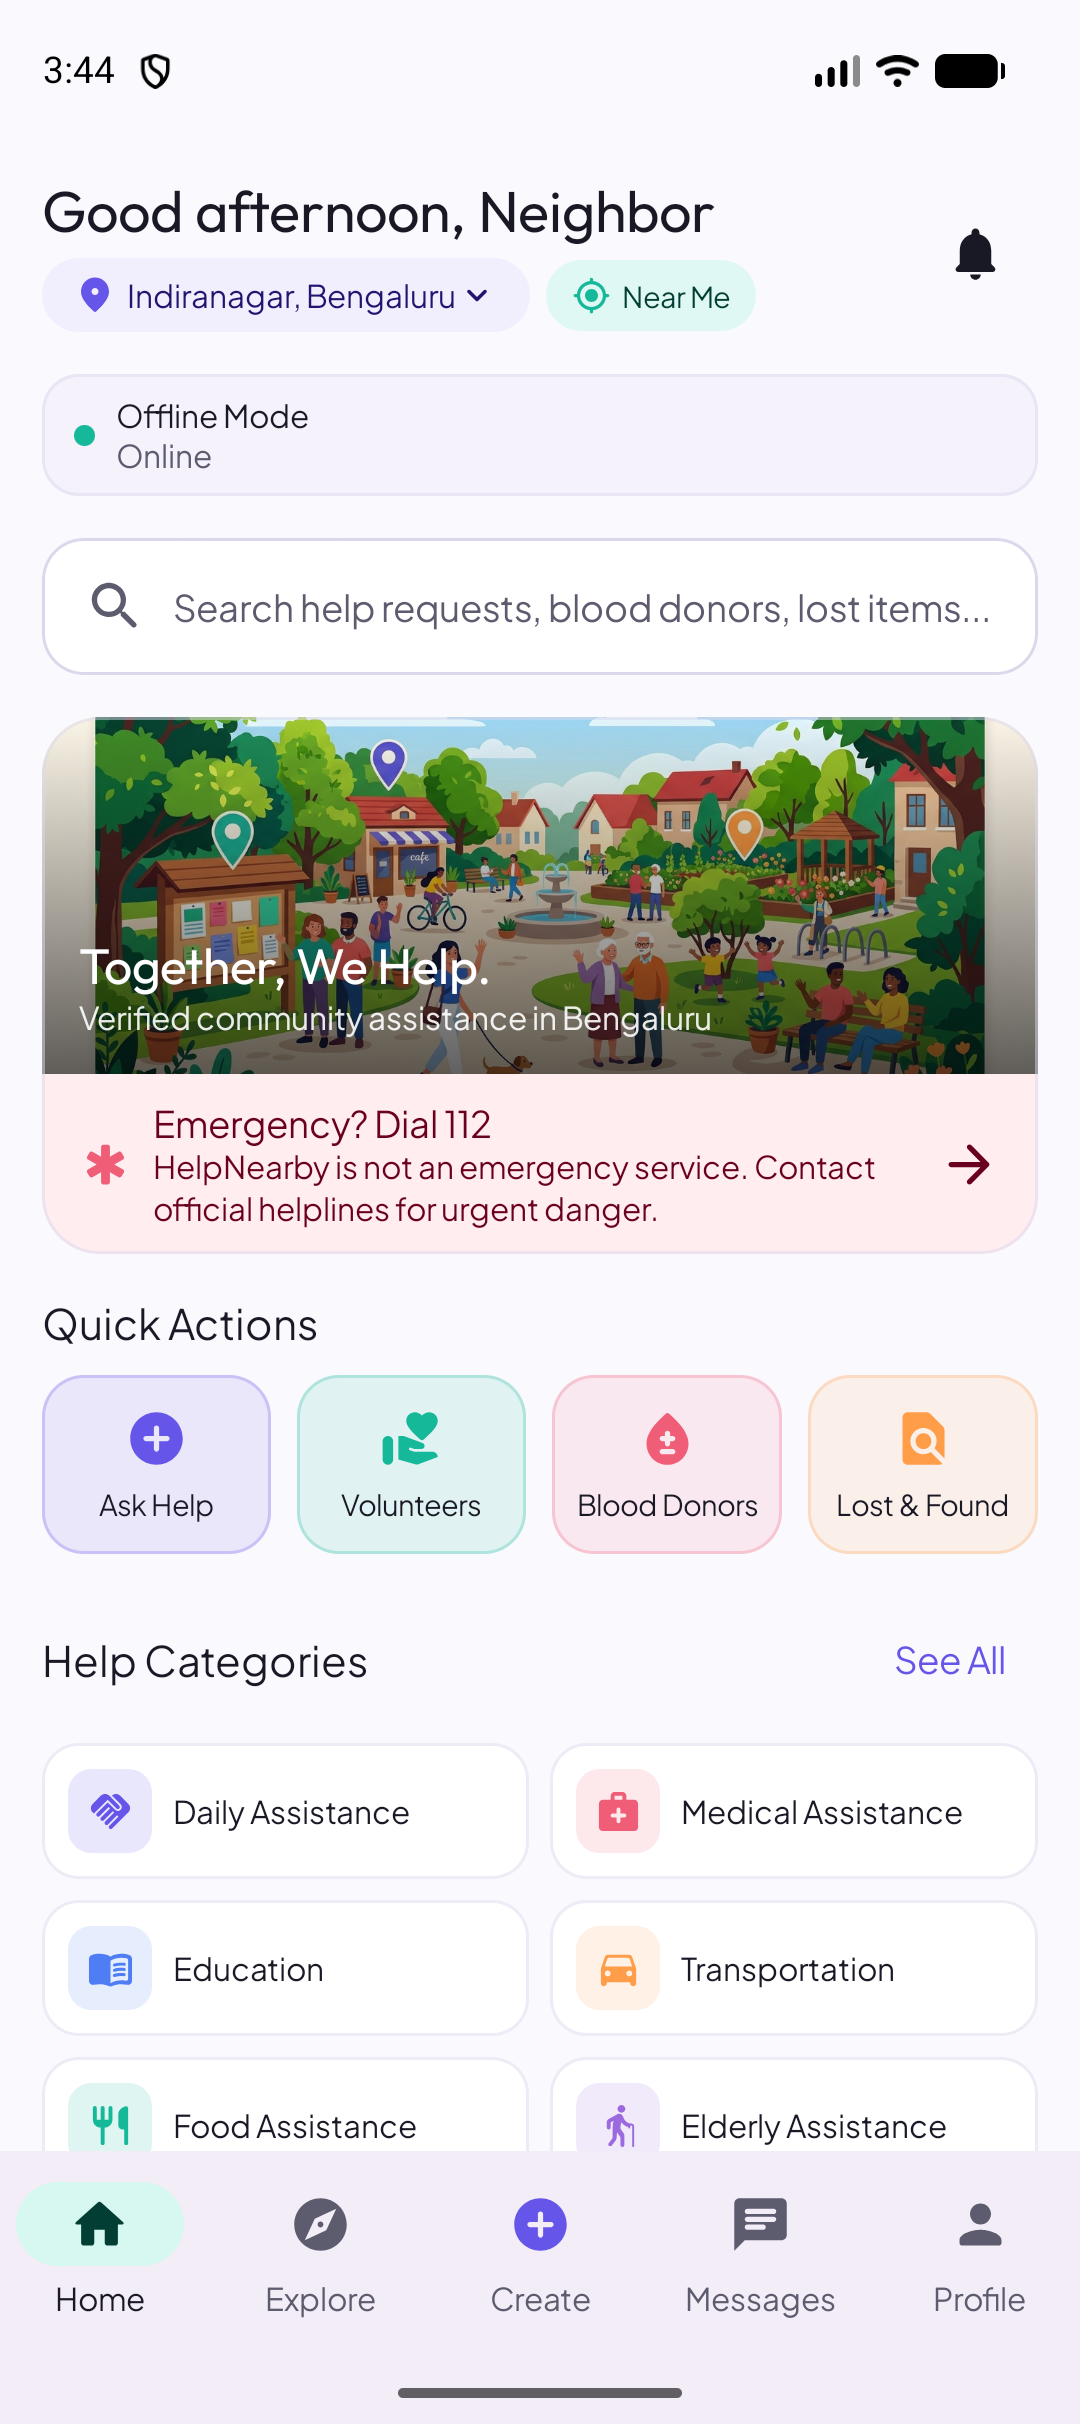 3:44
Good afternoon, Neighbor
Indiranagar, Bengaluru
Near Me
Offline Mode
Online
Search help requests, blood donors, lost items...
cafe
Together, We Help.
Verified community assistance in Bengaluru
Emergency? Dial 112
HelpNearby is not an emergency service. Contact
official helplines for urgent danger.
Quick Actions
Ask Help
Volunteers
Blood Donors
Lost & Found
Help Categories
See All
Daily Assistance
Medical Assistance
Education
Transportation
Food Assistance
Elderly Assistance
Home
Explore
Create
Messages
Profile